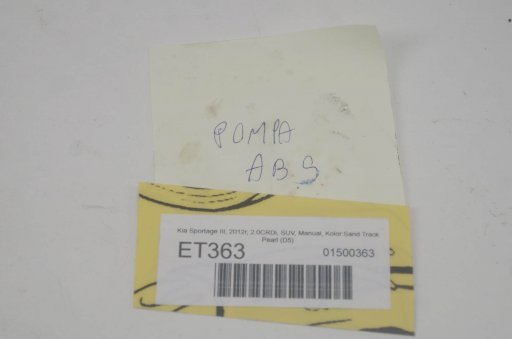 POMPA
ABS
Kia Sportage III, 2012r, 2.0CRDi, SUV, Manual, Kolor:Sand Track
Pearl (D5)
ET363 01500363